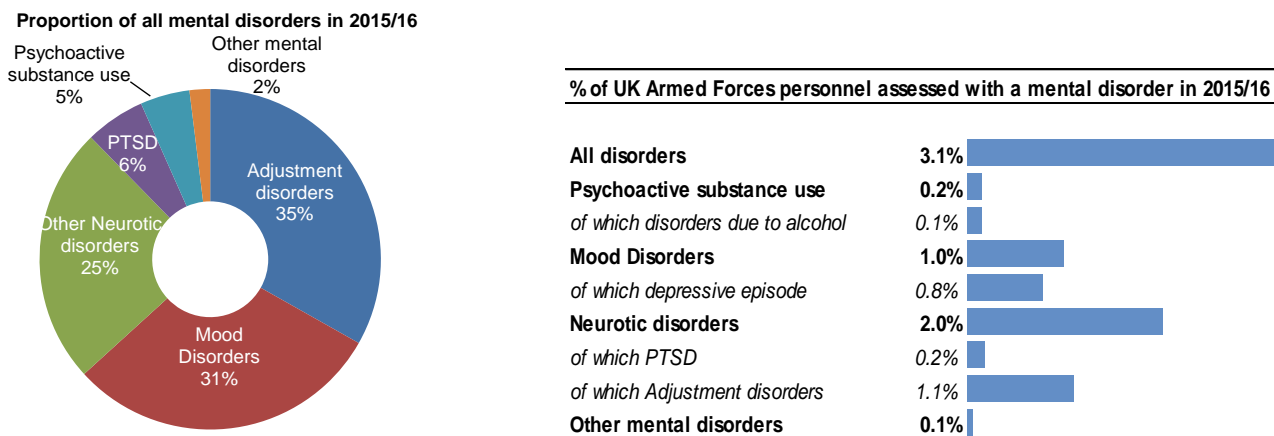 Proportion of all mental disorders in 2015/16
Psychoactive
substance use
5%
Other mental
disorders
2%
PTSD
6%
Adjustment
disorders
35%
Other Neurotic
disorders
25%
Mood
Disorders
31%
% of UK Armed Forces personnel assessed with a mental disorder in 2015/16
All disorders 3.1%
Psychoactive substance use 0.2%
of which disorders due to alcohol 0.1%
Mood Disorders 1.0%
of which depressive episode 0.8%
Neurotic disorders 2.0%
of which PTSD 0.2%
of which Adjustment disorders 1.1%
Other mental disorders 0.1%